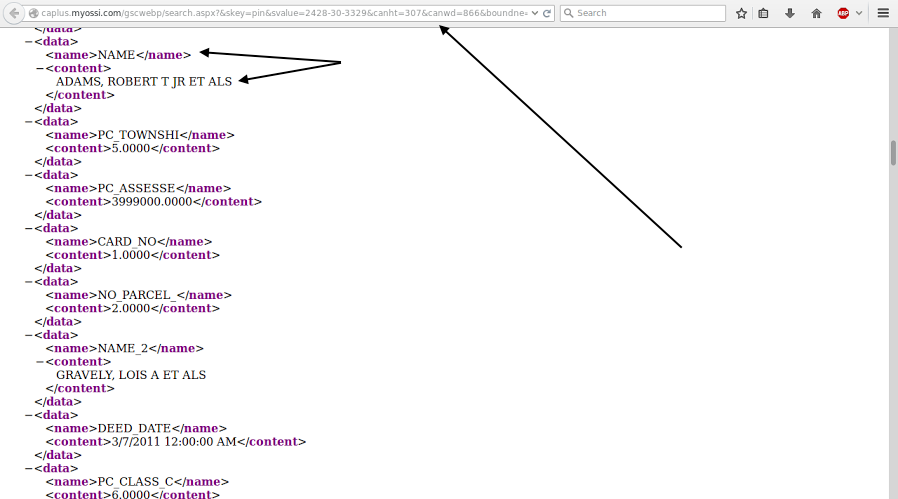 caplus.myossi.com/gscwebp/search.aspx?&skey=pin&svalue=2428-30-3329&canht=307&canwd=866&boundne= Search ABP
</data>
−<data>
<name>NAME</name>
−<content>
ADAMS, ROBERT T JR ET ALS
</content>
</data>
−<data>
<name>PC_TOWNSHI</name>
<content>5.0000</content>
</data>
−<data>
<name>PC_ASSESSE</name>
<content>3999000.0000</content>
</data>
−<data>
<name>CARD_NO</name>
<content>1.0000</content>
</data>
−<data>
<name>NO_PARCEL_</name>
<content>2.0000</content>
</data>
−<data>
<name>NAME_2</name>
−<content>
GRAVELY, LOIS A ET ALS
</content>
</data>
−<data>
<name>DEED_DATE</name>
<content>3/7/2011 12:00:00 AM</content>
</data>
−<data>
<name>PC_CLASS_C</name>
<content>6.0000</content>